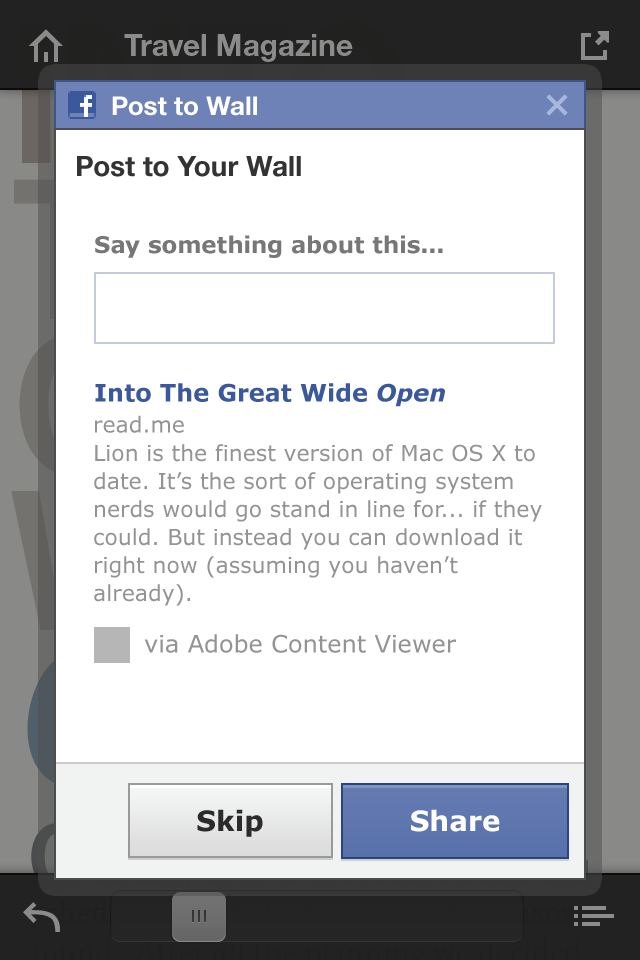 Travel Magazine
Post to Wall
Post to Your Wall
Say something about this...
Into The Great Wide Open
read.me
Lion is the finest version of Mac OS X to
date. It’s the sort of operating system
nerds would go stand in line for... if they
could. But instead you can download it
right now (assuming you haven’t
already).
via Adobe Content Viewer
Skip
Share